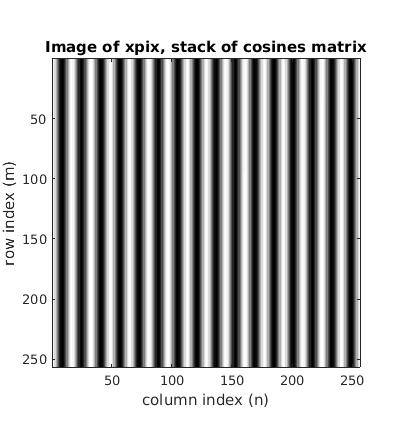 Image of xpix, stack of cosines matrix
row index (m)
50
100
150
200
250
50 100 150 200 250
column index (n)